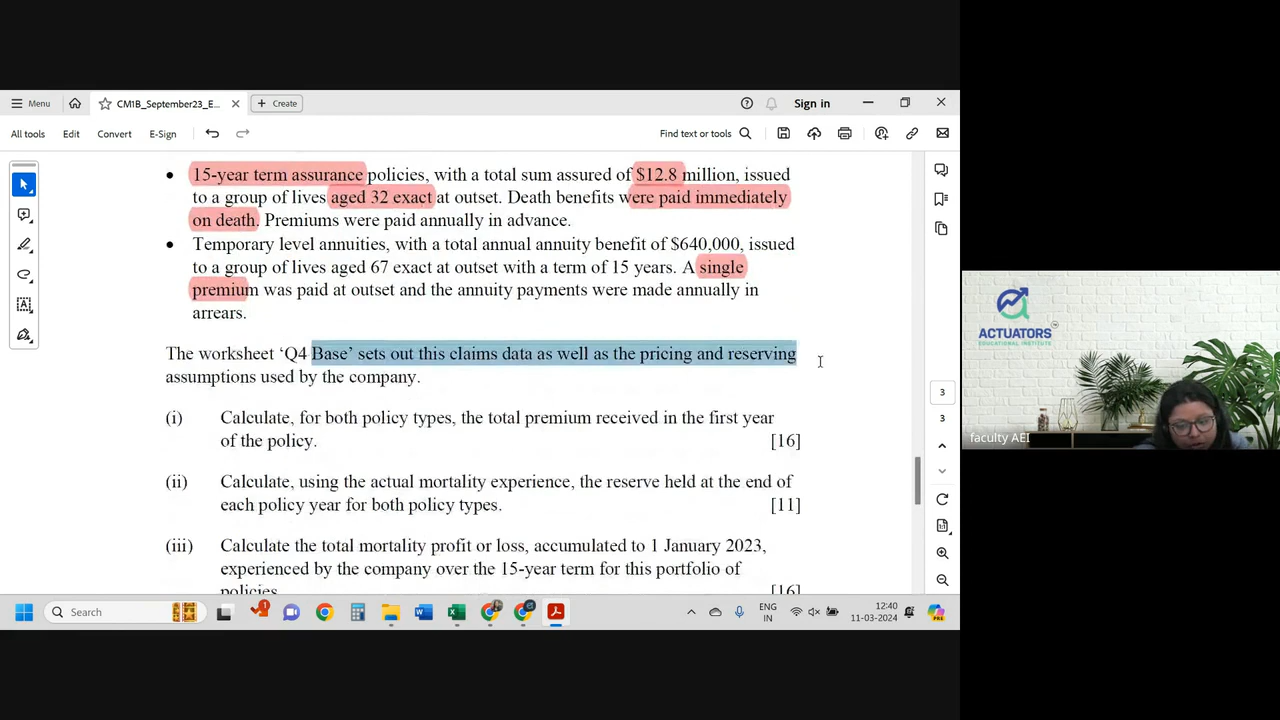 Menu
CM1B_September23_E...
Create
Sign in
All tools
Edit
Convert
E-Sign
Find text or tools
• 15-year term assurance policies, with a total sum assured of $12.8 million, issued
to a group of lives aged 32 exact at outset. Death benefits were paid immediately
on death. Premiums were paid annually in advance.
• Temporary level annuities, with a total annual annuity benefit of $640,000, issued
to a group of lives aged 67 exact at outset with a term of 15 years. A single
premium was paid at outset and the annuity payments were made annually in
arrears.
The worksheet ‘Q4 Base’ sets out this claims data as well as the pricing and reserving
assumptions used by the company.
(i) Calculate, for both policy types, the total premium received in the first year
of the policy. [16]
(ii) Calculate, using the actual mortality experience, the reserve held at the end of
each policy year for both policy types. [11]
(iii) Calculate the total mortality profit or loss, accumulated to 1 January 2023,
experienced by the company over the 15-year term for this portfolio of
policies. [16]
3
3
ACTUATORS
EDUCATIONAL INSTITUTE
faculty AEI
Search
1
ENG
IN
12:40
11-03-2024